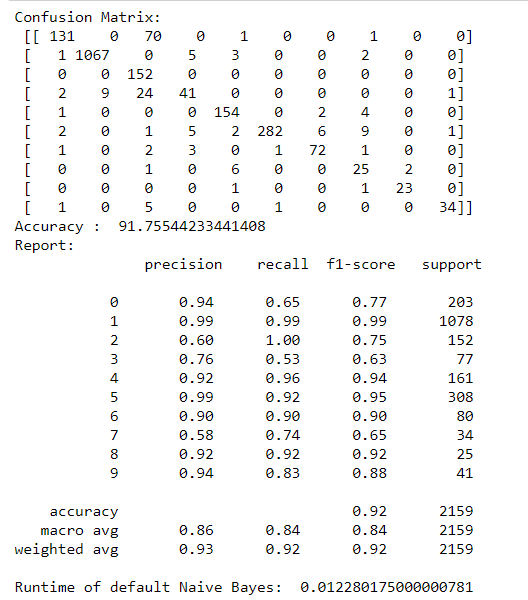 Confusion Matrix:
[[ 131 0 70 0 1 0 0 1 0 0]
[ 1 1067 0 5 3 0 0 2 0 0]
[ 0 0 152 0 0 0 0 0 0 0]
[ 2 9 24 41 0 0 0 0 0 1]
[ 1 0 0 0 154 0 2 4 0 0]
[ 2 0 1 5 2 282 6 9 0 1]
[ 1 0 2 3 0 1 72 1 0 0]
[ 0 0 1 0 6 0 0 25 2 0]
[ 0 0 0 0 1 0 0 1 23 0]
[ 1 0 5 0 0 1 0 0 0 34]]
Accuracy : 91.75544233441408
Report:
precision recall f1-score support
0 0.94 0.65 0.77 203
1 0.99 0.99 0.99 1078
2 0.60 1.00 0.75 152
3 0.76 0.53 0.63 77
4 0.92 0.96 0.94 161
5 0.99 0.92 0.95 308
6 0.90 0.90 0.90 80
7 0.58 0.74 0.65 34
8 0.92 0.92 0.92 25
9 0.94 0.83 0.88 41
accuracy 0.92 2159
macro avg 0.86 0.84 0.84 2159
weighted avg 0.93 0.92 0.92 2159
Runtime of default Naive Bayes: 0.012280175000000781